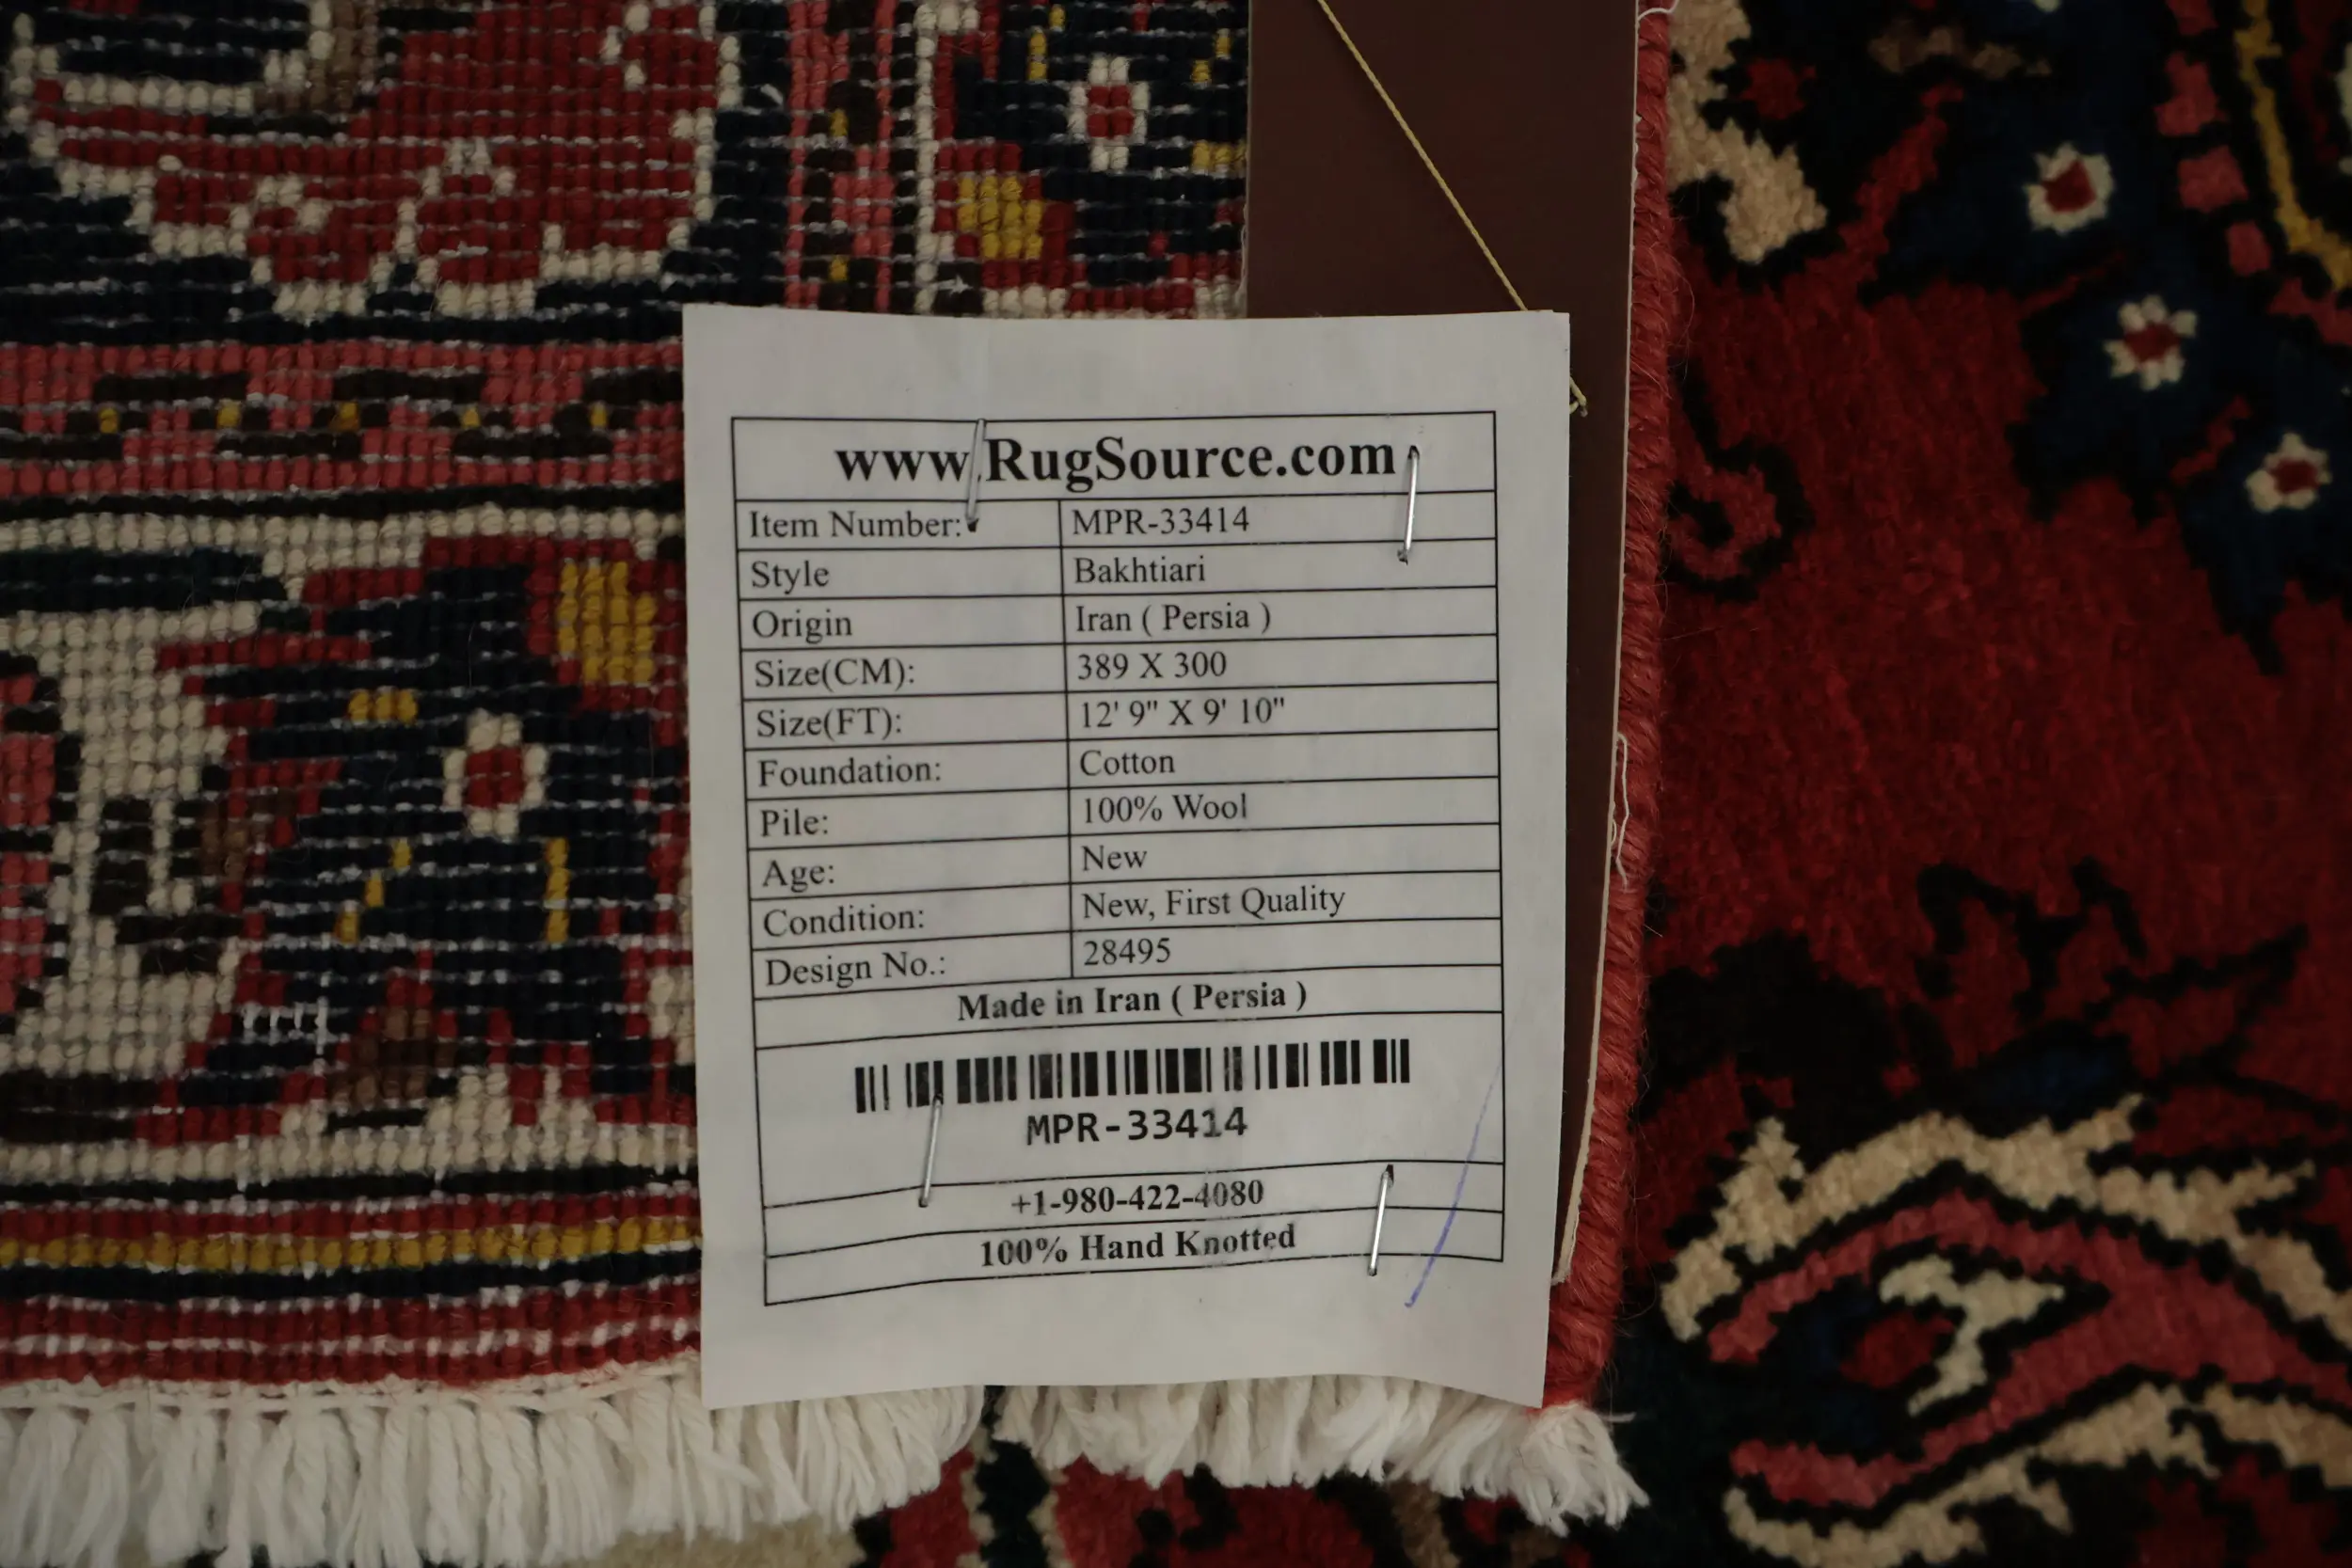 www.RugSource.com
Item Number: MPR-33414
Style Bakhtiari
Origin Iran ( Persia )
Size(CM): 389 X 300
Size(FT): 12' 9" X 9' 10"
Foundation: Cotton
Pile: 100% Wool
Age: New
Condition: New, First Quality
Design No.: 28495
Made in Iran ( Persia )
MPR-33414
+1-980-422-4080
100% Hand Knotted